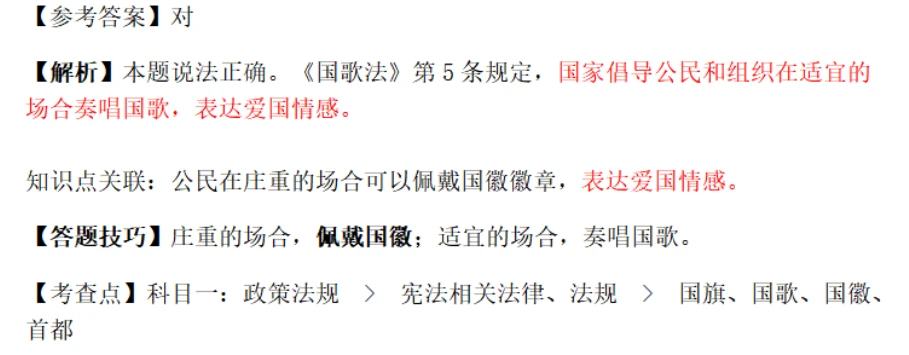 【参考答案】对
【解析】本题说法正确。《国歌法》第 5 条规定，国家倡导公民和组织在适宜的
场合奏唱国歌，表达爱国情感。
知识点关联：公民在庄重的场合可以佩戴国徽徽章，表达爱国情感。
【答题技巧】庄重的场合，佩戴国徽；适宜的场合，奏唱国歌。
【考查点】科目一：政策法规 > 宪法相关法律、法规 > 国旗、国歌、国徽、
首都